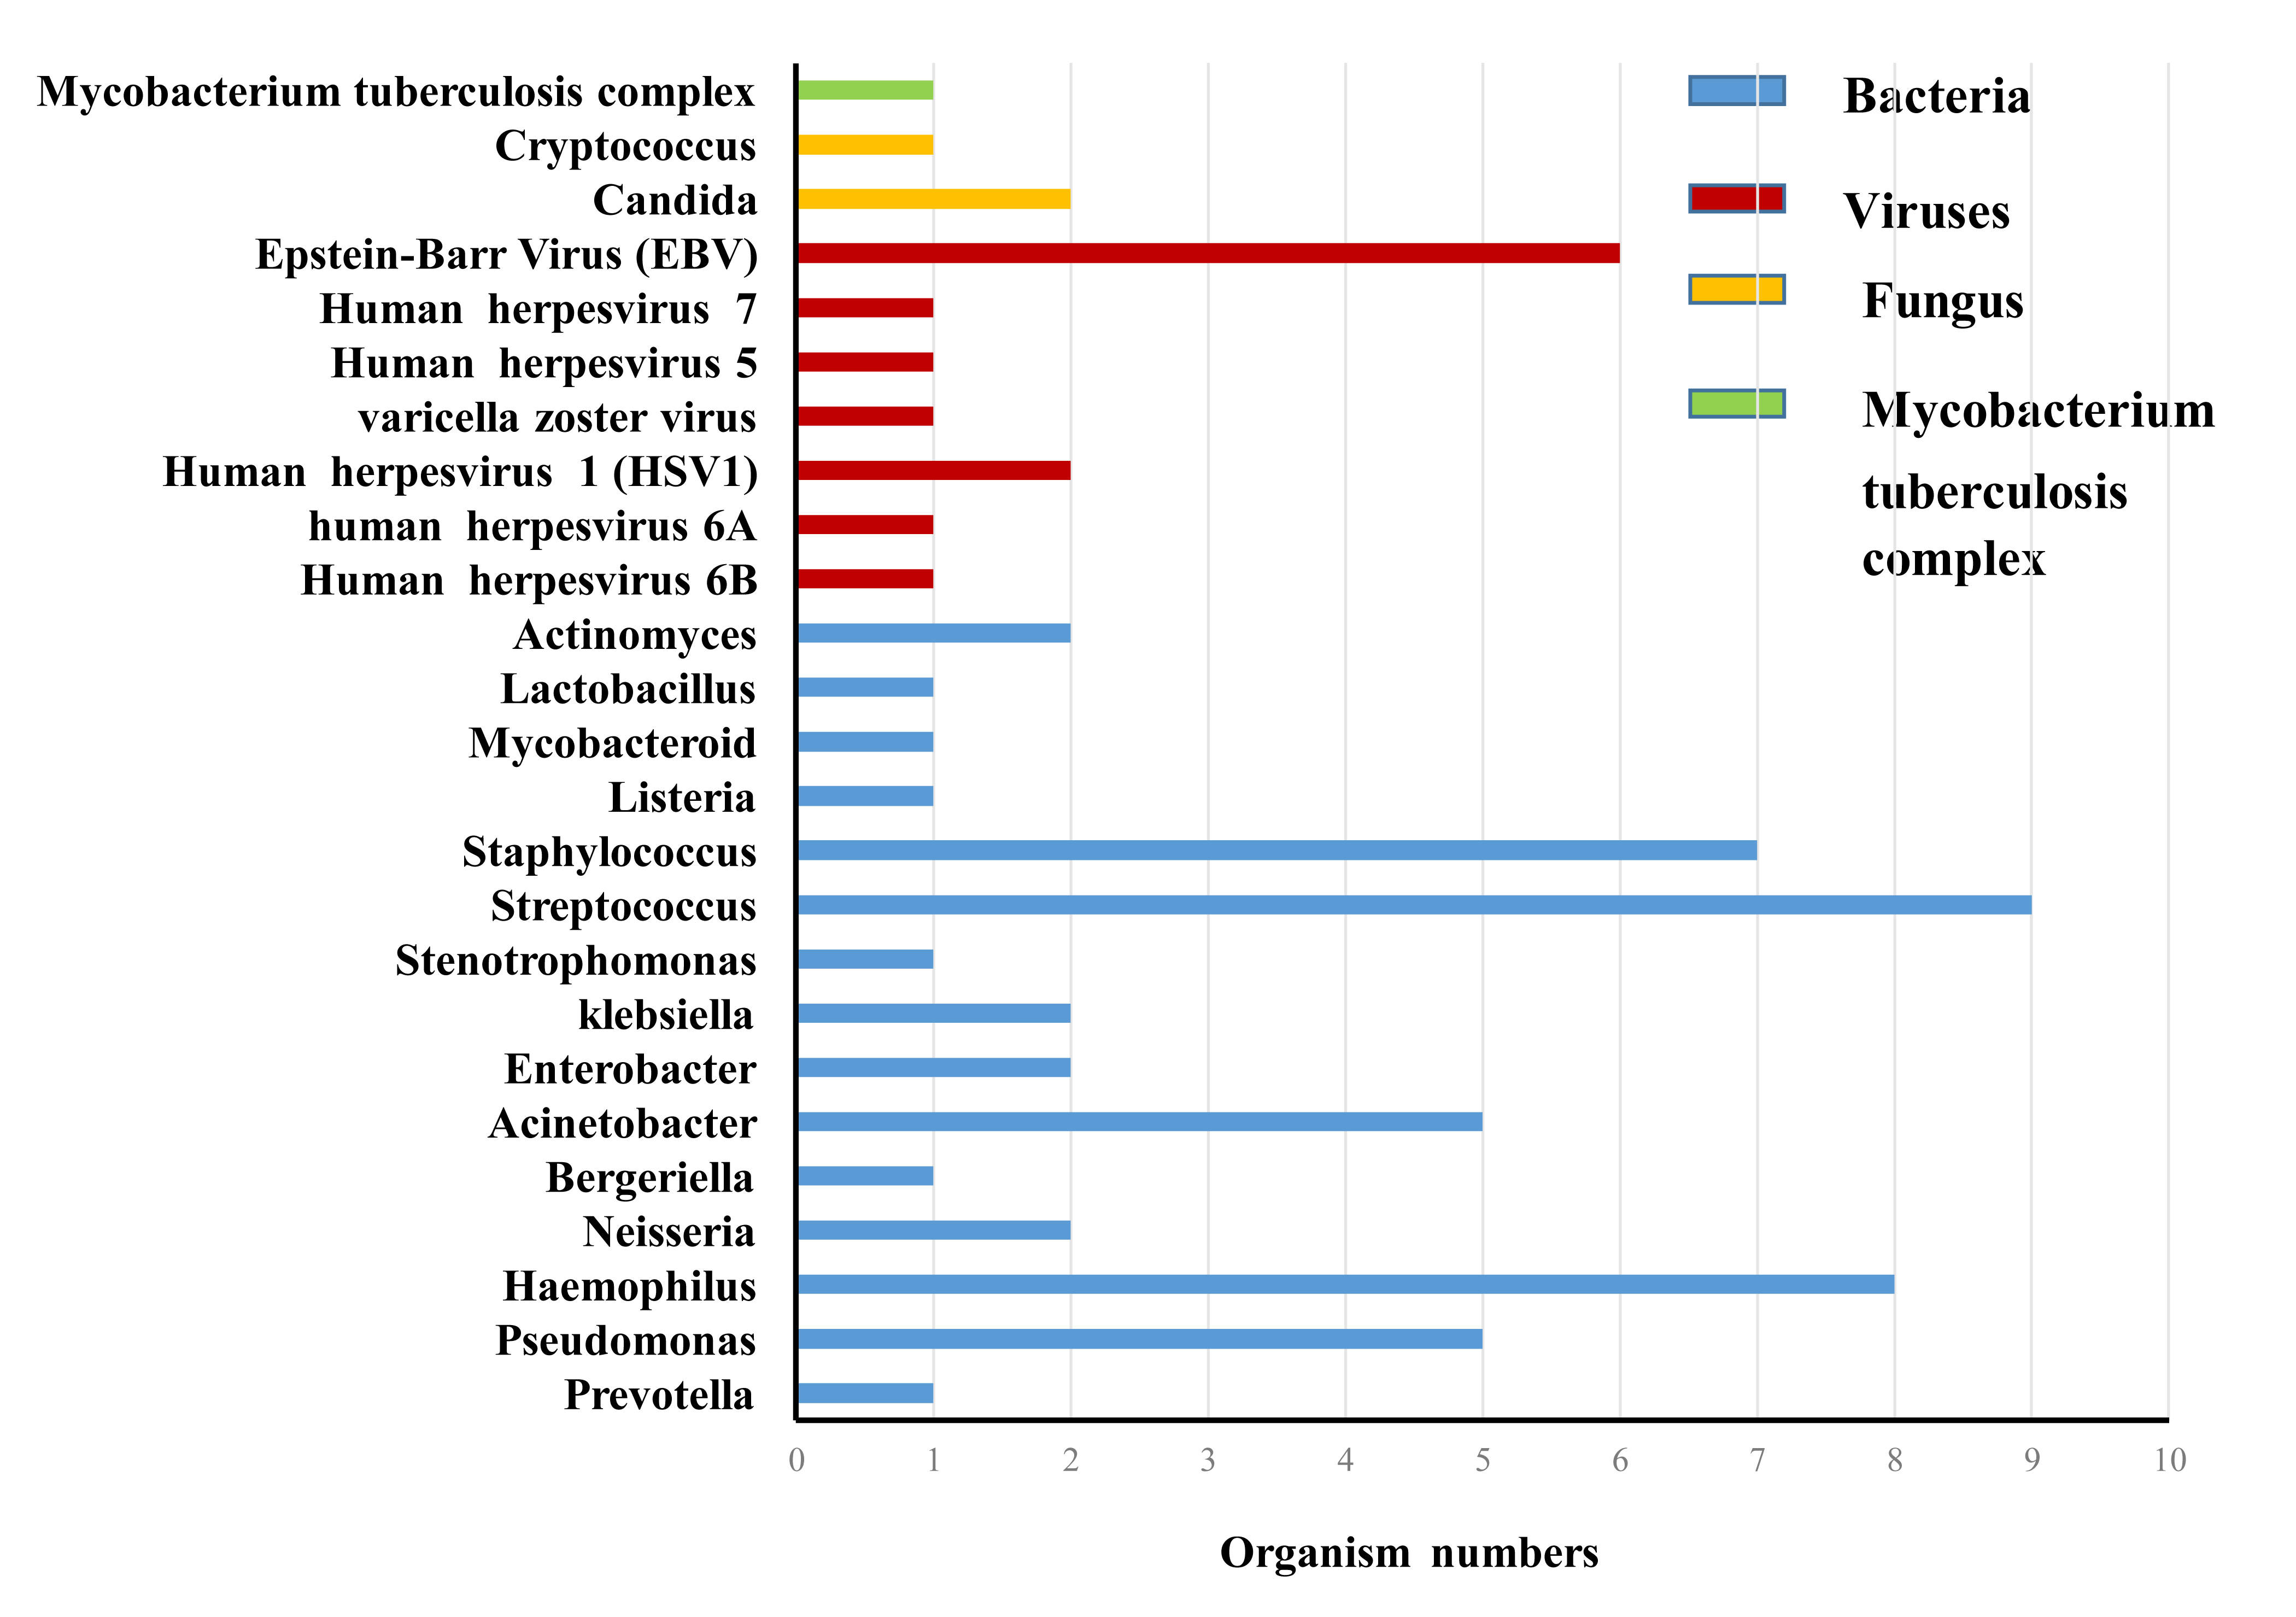 Mycobacterium tuberculosis complex
Cryptococcus
Candida
Epstein-Barr Virus (EBV)
Human herpesvirus 7
Human herpesvirus 5
varicella zoster virus
Human herpesvirus 1 (HSV1)
human herpesvirus 6A
Human herpesvirus 6B
Actinomyces
Lactobacillus
Mycobacteroid
Listeria
Staphylococcus
Streptococcus
Stenotrophomonas
klebsiella
Enterobacter
Acinetobacter
Bergeriella
Neisseria
Haemophilus
Pseudomonas
Prevotella
Bacteria
Viruses
Fungus
Mycobacterium
tuberculosis
complex
0 1 2 3 4 5 6 7 8 9 10
Organism numbers